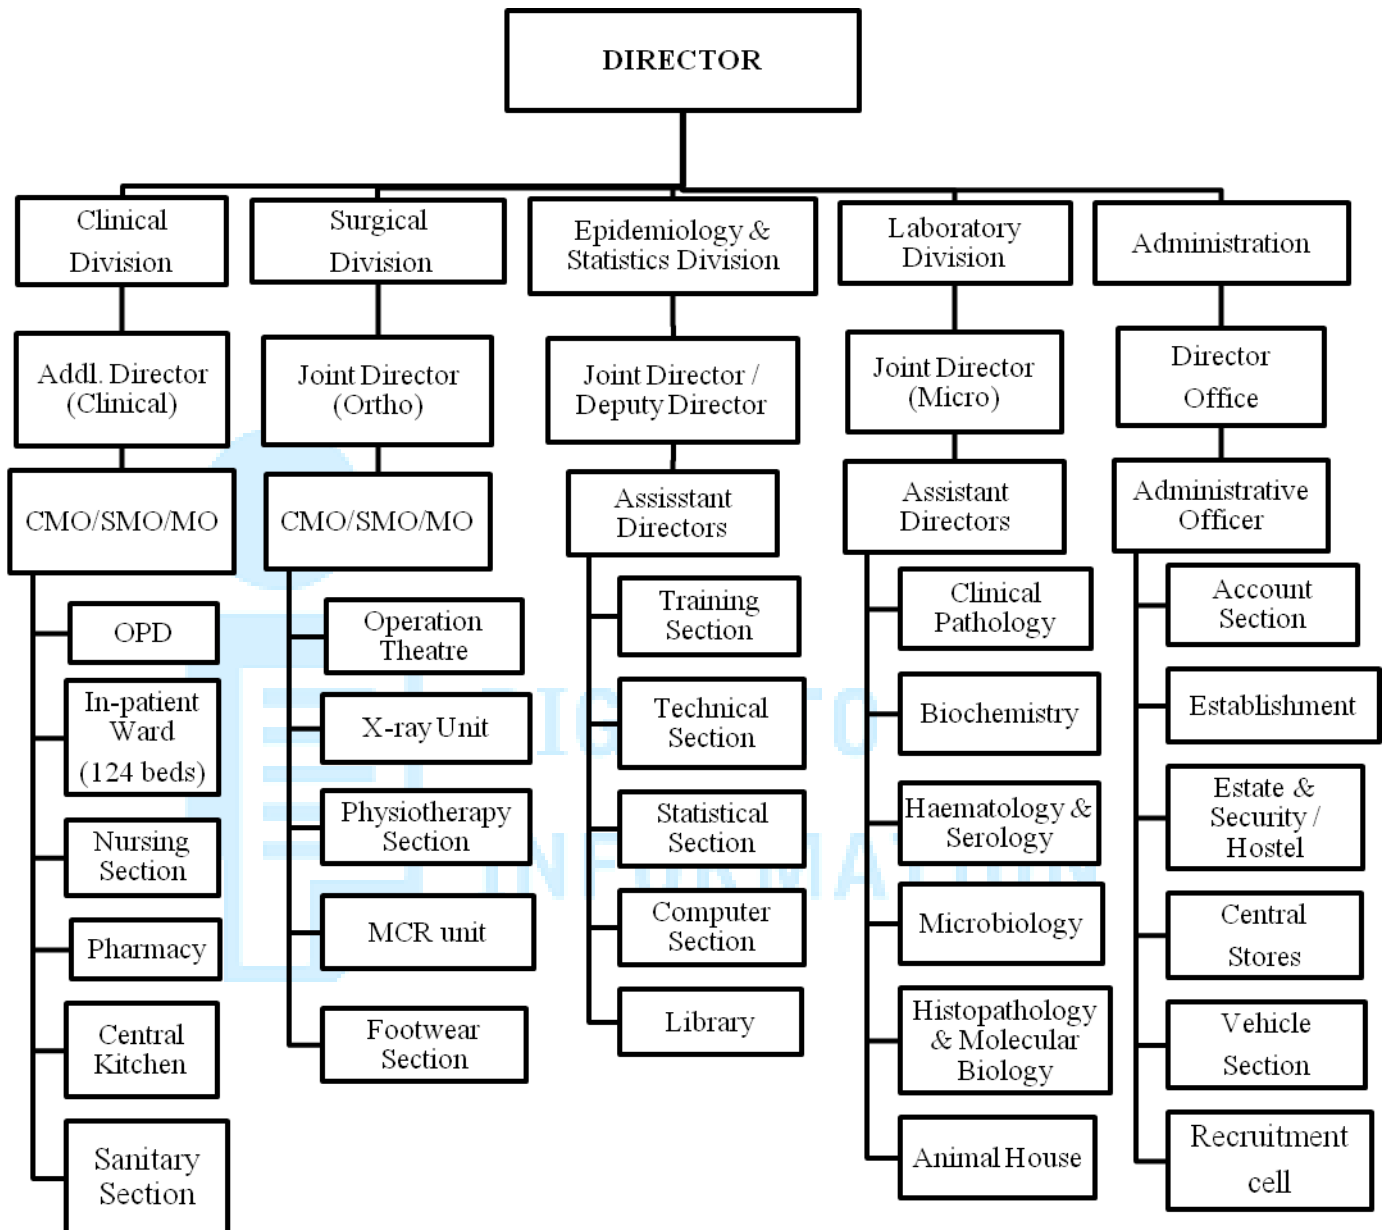 DIRECTOR
Clinical
Division
Surgical
Division
Epidemiology &
Statistics Division
Laboratory
Division
Administration
Addl. Director
(Clinical)
Joint Director
(Ortho)
Joint Director /
Deputy Director
Joint Director
(Micro)
Director
Office
CMO/SMO/MO
CMO/SMO/MO
Assisstant
Directors
Assistant
Directors
Administrative
Officer
OPD
In-patient
Ward
(124 beds)
Nursing
Section
Pharmacy
Central
Kitchen
Sanitary
Section
Operation
Theatre
X-ray Unit
Physiotherapy
Section
MCR unit
Footwear
Section
Training
Section
Technical
Section
Statistical
Section
Computer
Section
Library
Clinical
Pathology
Biochemistry
Haematology &
Serology
Microbiology
Histopathology
& Molecular
Biology
Animal House
Account
Section
Establishment
Estate &
Security /
Hostel
Central
Stores
Vehicle
Section
Recruitment
cell